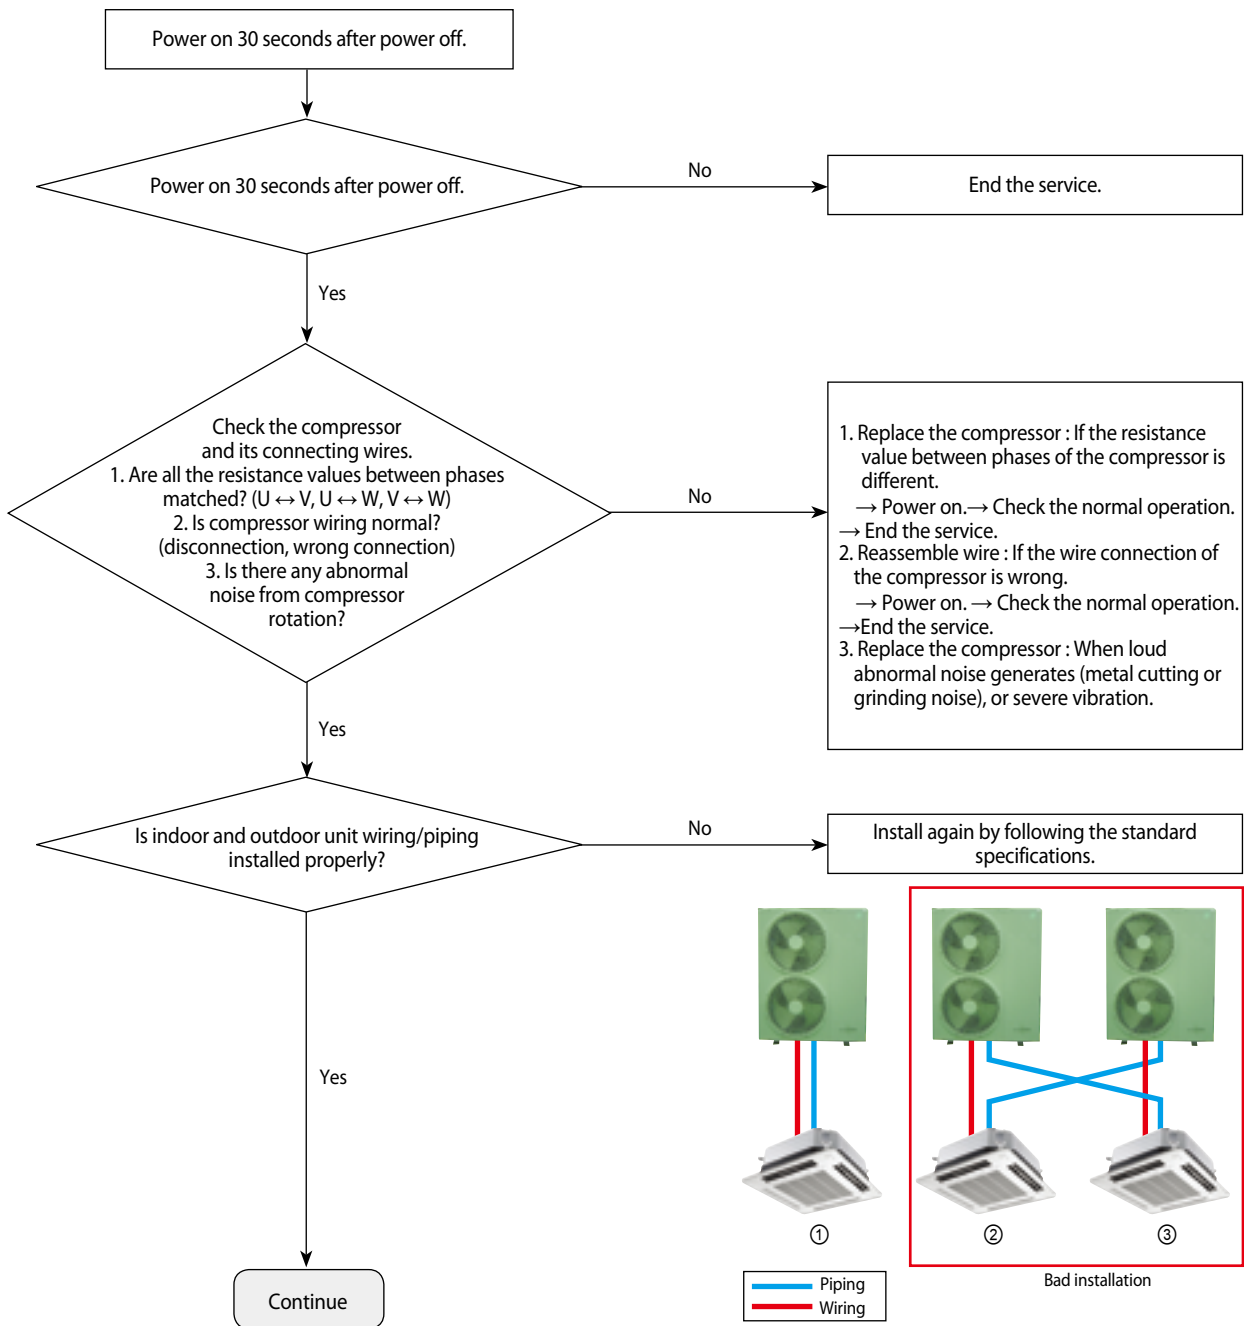 Power on 30 seconds after power off.
Power on 30 seconds after power off.
No
End the service.
Yes
Check the compressor
and its connecting wires.
1. Are all the resistance values between phases
matched? (U ↔ V, U ↔ W, V ↔ W)
2. Is compressor wiring normal?
(disconnection, wrong connection)
3. Is there any abnormal
noise from compressor
rotation?
No
1. Replace the compressor : If the resistance
value between phases of the compressor is
different.
→ Power on.→ Check the normal operation.
→ End the service.
2. Reassemble wire : If the wire connection of
the compressor is wrong.
→ Power on. → Check the normal operation.
→End the service.
3. Replace the compressor : When loud
abnormal noise generates (metal cutting or
grinding noise), or severe vibration.
Yes
Is indoor and outdoor unit wiring/piping
installed properly?
No
Install again by following the standard
specifications.
Yes
① ② ③
Bad installation
Piping
Wiring
Continue